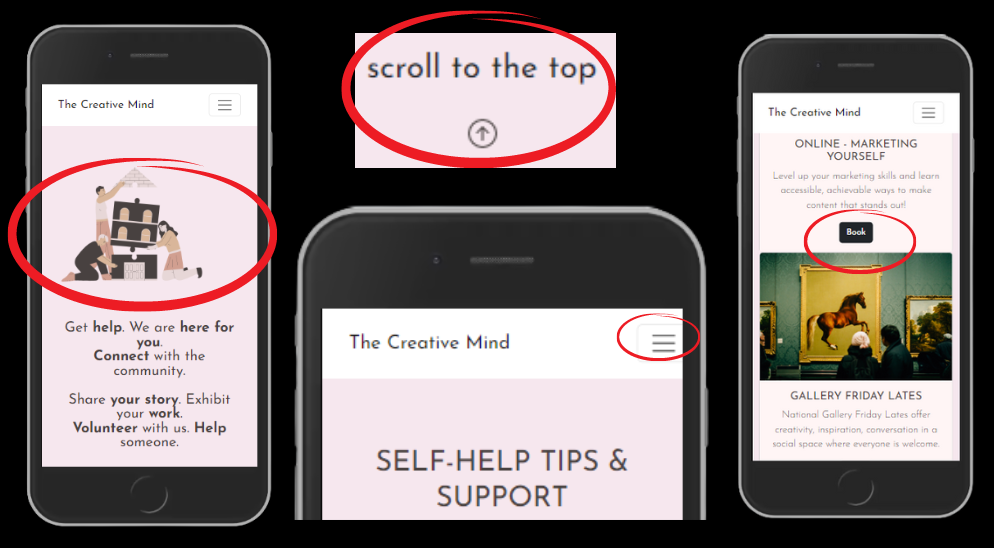 The Creative Mind
Get help. We are here for
you.
Connect with the
community.
Share your story. Exhibit
your work.
Volunteer with us. Help
someone.
scroll to the top
The Creative Mind
SELF-HELP TIPS &
SUPPORT
The Creative Mind
ONLINE - MARKETING
YOURSELF
Level up your marketing skills and learn
accessible, achievable ways to make
content that stands out!
Book
GALLERY FRIDAY LATES
National Gallery Friday Lates offer
creativity, inspiration, conversation in a
social space where everyone is welcome.